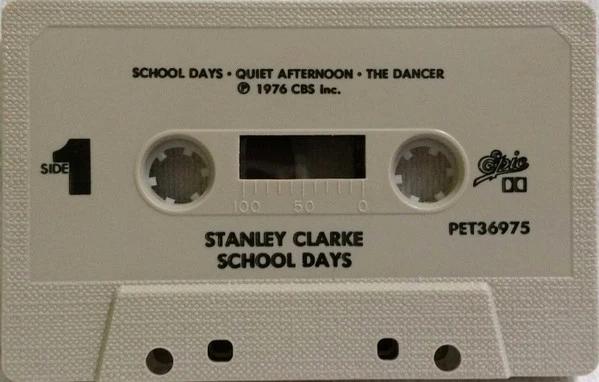 SCHOOL DAYS • QUIET AFTERNOON • THE DANCER
℗ 1976 CBS Inc.
SIDE 1
Epic
100 50 0
STANLEY CLARKE
SCHOOL DAYS
PET36975